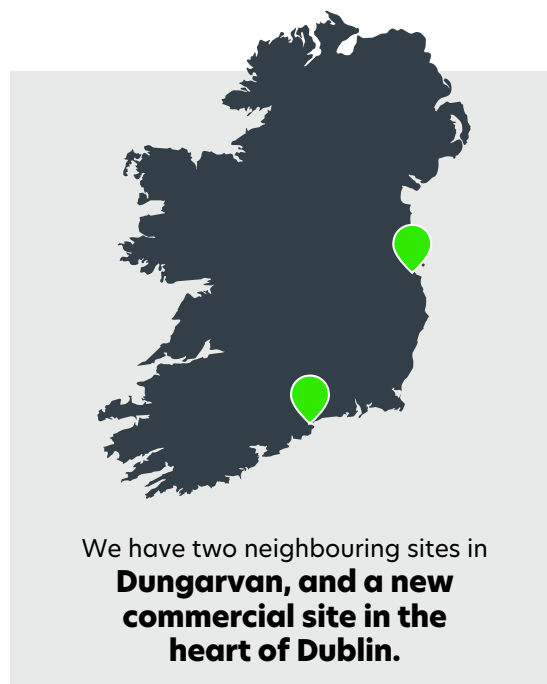 We have two neighbouring sites in
Dungarvan, and a new
commercial site in the
heart of Dublin.